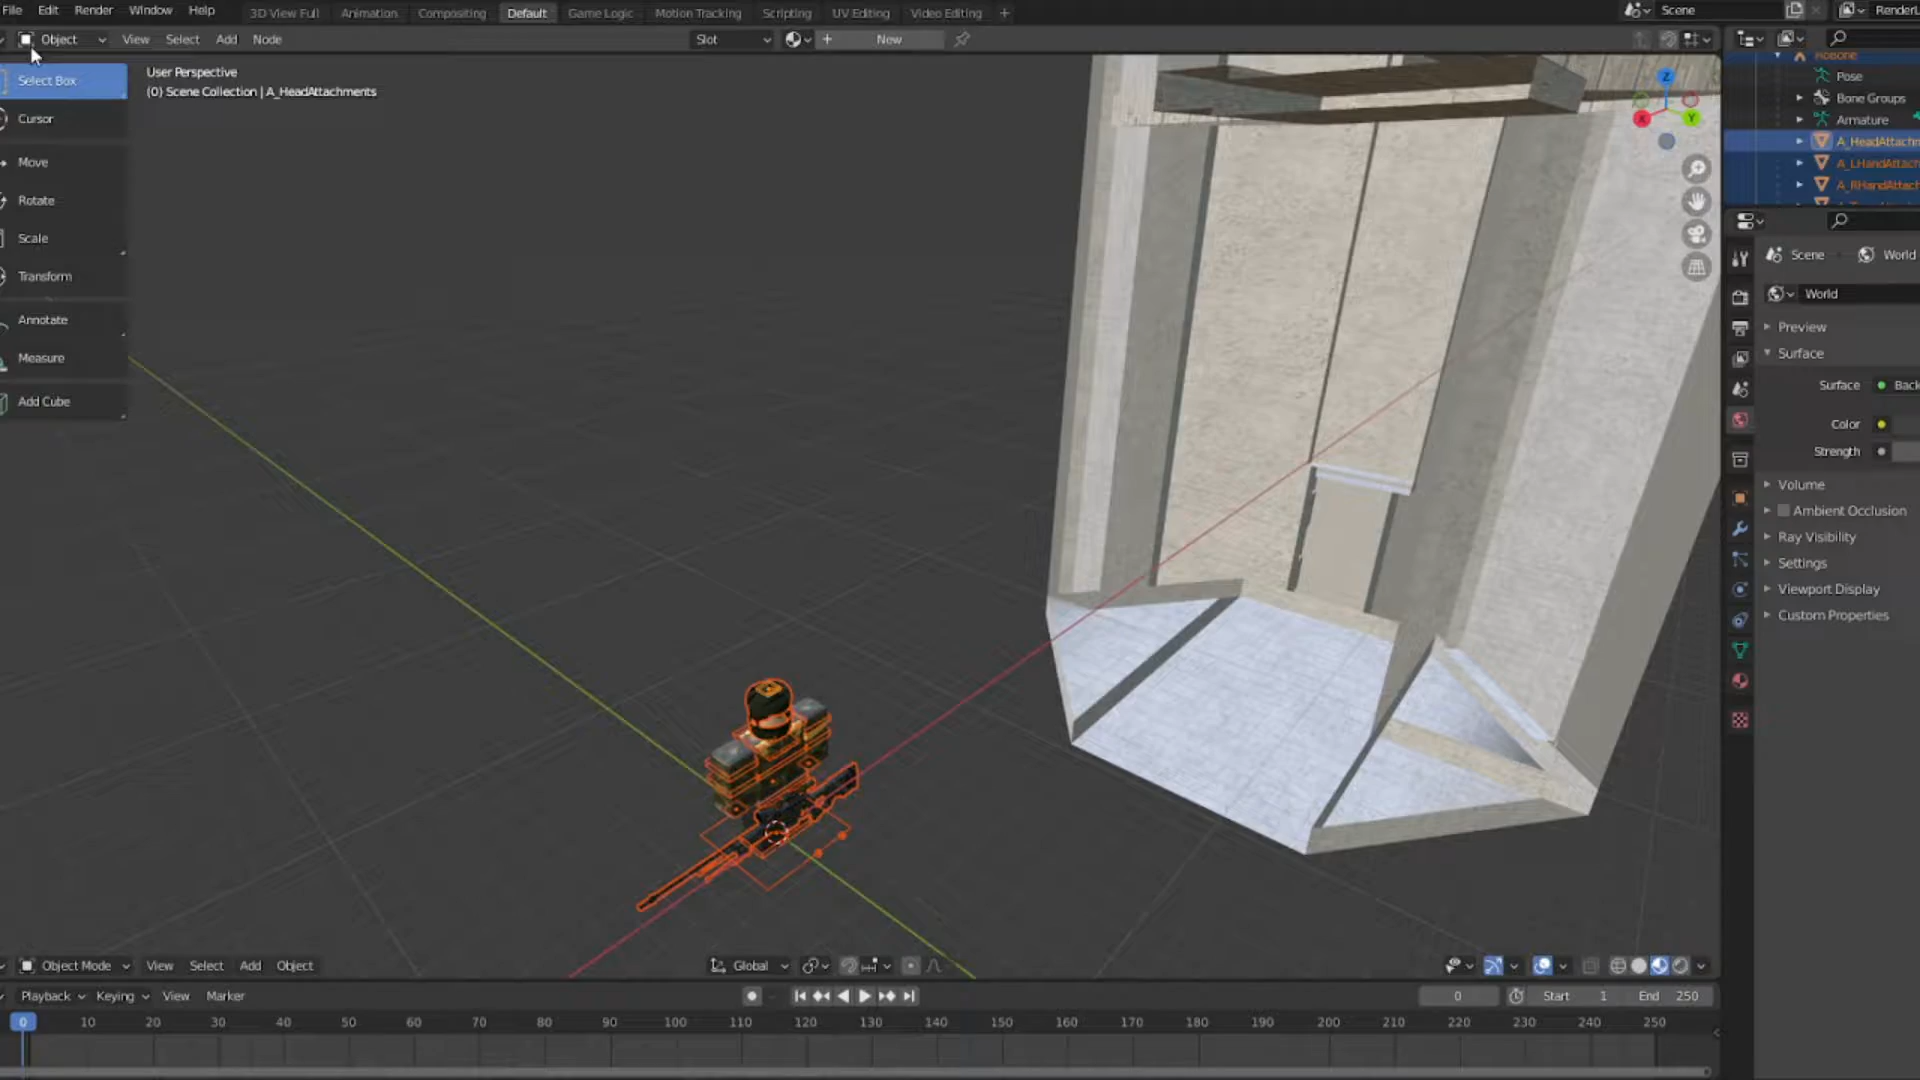 File Edit Render Window Help 3D View Full Animation Compositing Default Game Logic Motion Tracking Scripting UV Editing Video Editing + Scene
Object View Select Add Node Slot New
Select Box
Cursor
Move
Rotate
Scale
Transform
Annotate
Measure
Add Cube
User Perspective
(0) Scene Collection | A_HeadAttachments
Z
X
Y
Pose
Bone Groups
Armature
A_HeadAttachm
A_LHandAttach
A_RHandAttach
Scene World
World
Preview
Surface
Surface Back
Color
Strength
Volume
Ambient Occlusion
Ray Visibility
Settings
Viewport Display
Custom Properties
Object Mode View Select Add Object Global
Playback Keying View Marker 0 Start 1 End 250
0 10 20 30 40 50 60 70 80 90 100 110 120 130 140 150 160 170 180 190 200 210 220 230 240 250